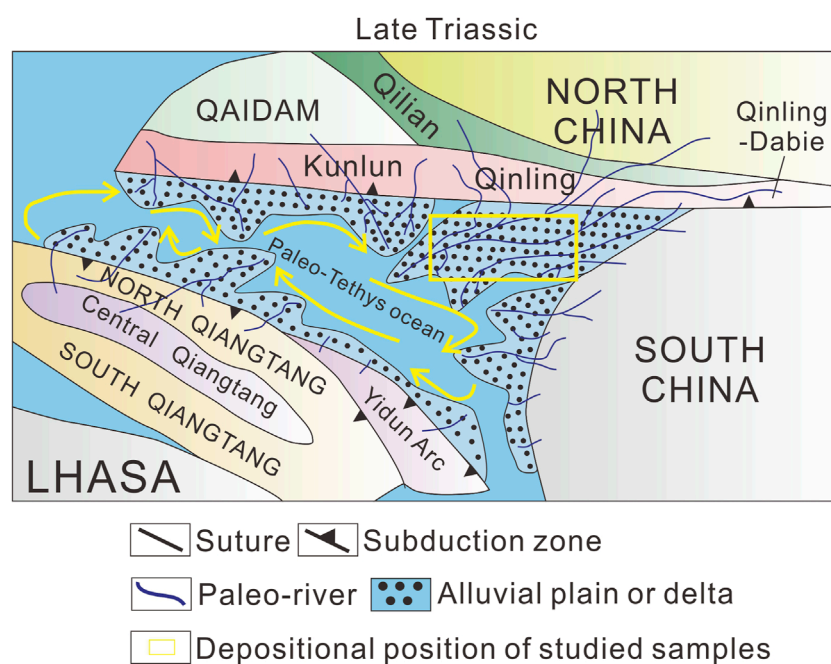 Late Triassic
QAIDAM
Qilian
NORTH
CHINA
Qinling
-Dabie
Kunlun
Qinling
Paleo-Tethys ocean
NORTH QIANGTANG
Central Qiangtang
SOUTH QIANGTANG
Yidun Arc
SOUTH
CHINA
LHASA
Suture
Subduction zone
Paleo-river
Alluvial plain or delta
Depositional position of studied samples